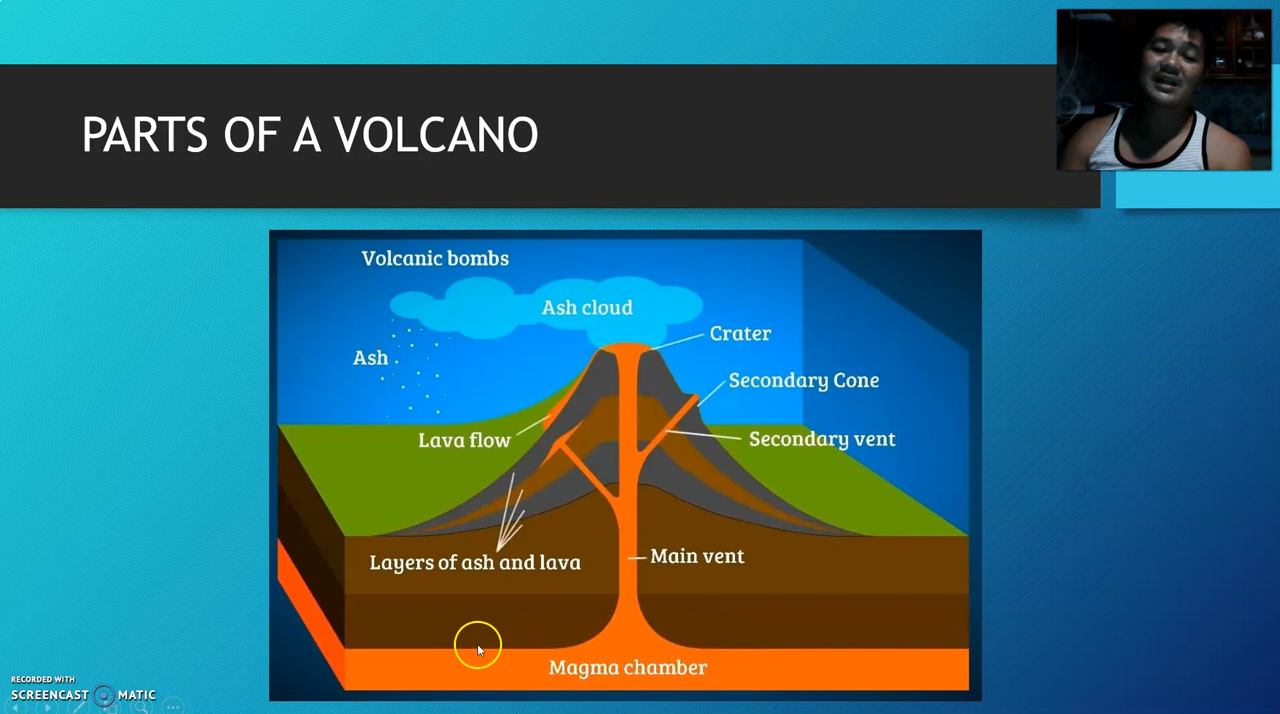 PARTS OF A VOLCANO
Volcanic bombs
Ash cloud
Crater
Ash
Secondary Cone
Lava flow
Secondary vent
Layers of ash and lava
Main vent
Magma chamber
RECORDED WITH
SCREENCAST MATIC